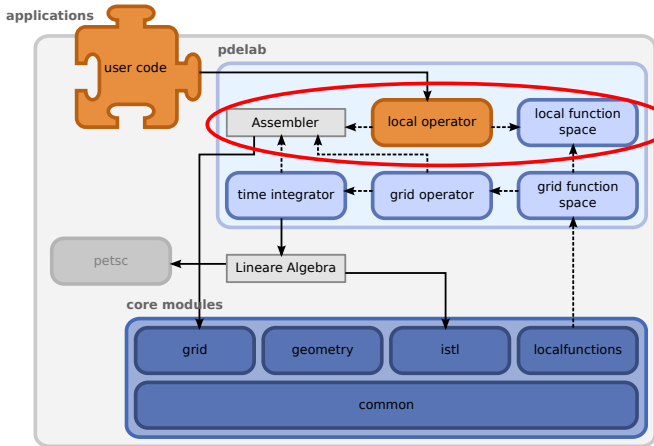 applications
user code
pdelab
Assembler
local operator
local function
space
time integrator
grid operator
grid function
space
petsc
Lineare Algebra
core modules
grid
geometry
istl
localfunctions
common